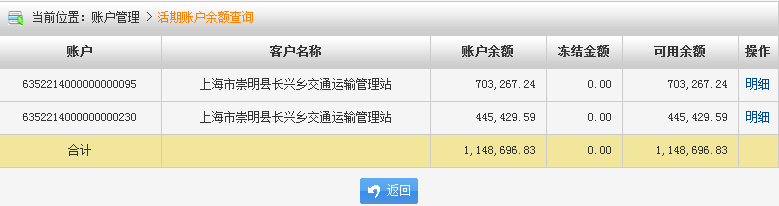 当前位置：账户管理 > 活期账户余额查询
账户 客户名称 账户余额 冻结金额 可用余额 操作
6352214000000000095 上海市崇明县长兴乡交通运输管理站 703,267.24 0.00 703,267.24 明细
6352214000000000230 上海市崇明县长兴乡交通运输管理站 445,429.59 0.00 445,429.59 明细
合计 1,148,696.83 0.00 1,148,696.83
返回